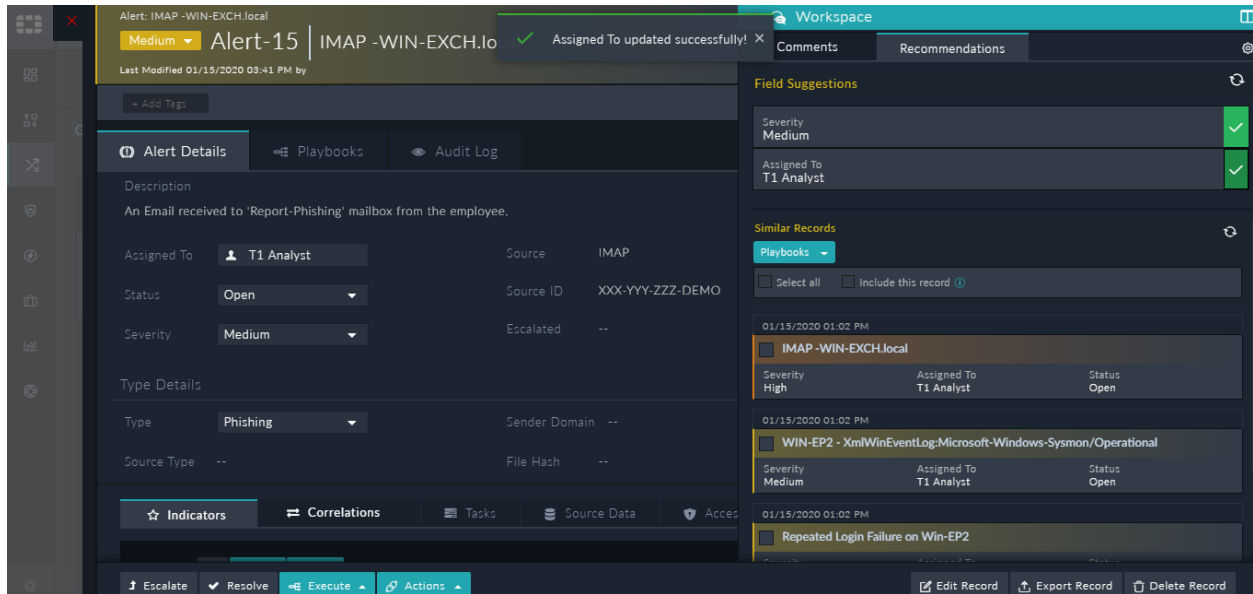 Alert: IMAP -WIN-EXCH.local
Medium Alert-15 IMAP -WIN-EXCH.lo
Last Modified 01/15/2020 03:41 PM by
Assigned To updated successfully!
+ Add Tags
Alert Details Playbooks Audit Log
Description
An Email received to 'Report-Phishing' mailbox from the employee.
Assigned To T1 Analyst Source IMAP
Status Open Source ID XXX-YYY-ZZZ-DEMO
Severity Medium Escalated --
Type Details
Type Phishing Sender Domain --
Source Type -- File Hash --
Indicators Correlations Tasks Source Data Acces
Escalate Resolve Execute Actions Edit Record Export Record Delete Record
Workspace
Comments Recommendations
Field Suggestions
Severity
Medium
Assigned To
T1 Analyst
Similar Records
Playbooks
Select all Include this record
01/15/2020 01:02 PM
IMAP -WIN-EXCH.local
Severity Assigned To Status
High T1 Analyst Open
01/15/2020 01:02 PM
WIN-EP2 - XmlWinEventLog:Microsoft-Windows-Sysmon/Operational
Severity Assigned To Status
Medium T1 Analyst Open
01/15/2020 01:02 PM
Repeated Login Failure on Win-EP2